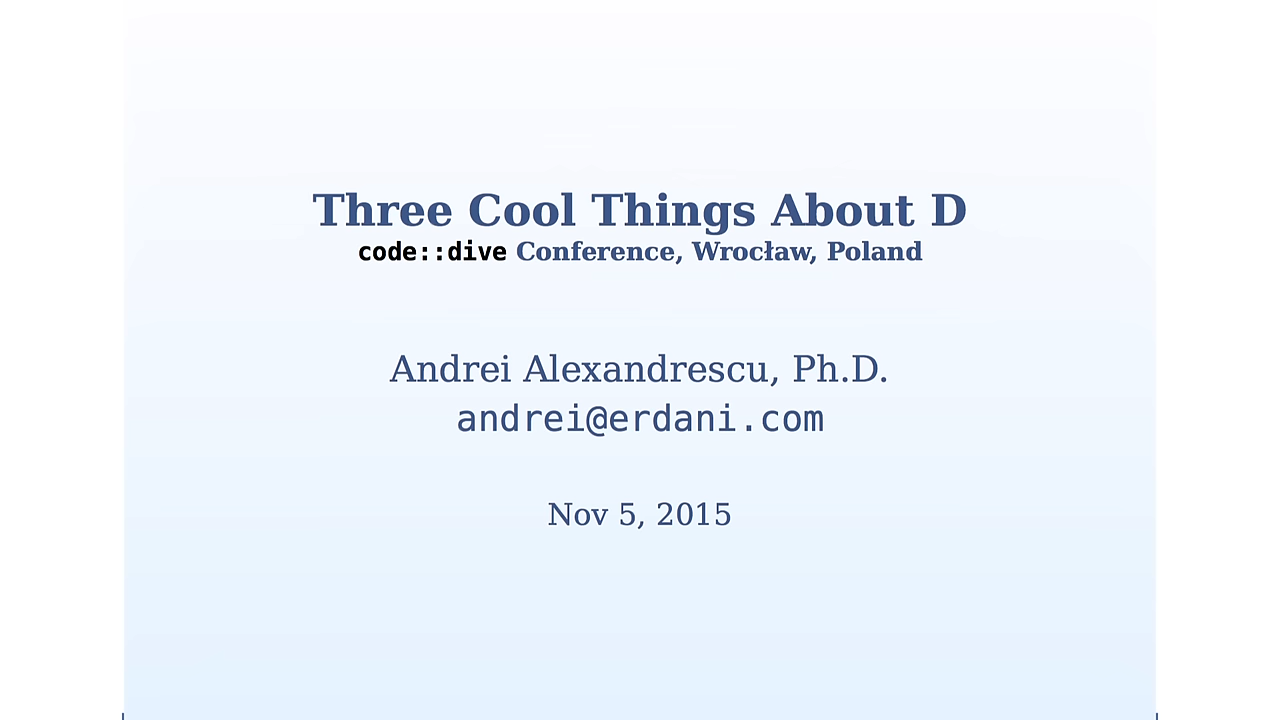 Three Cool Things About D
code::dive Conference, Wrocław, Poland
Andrei Alexandrescu, Ph.D.
andrei@erdani.com
Nov 5, 2015